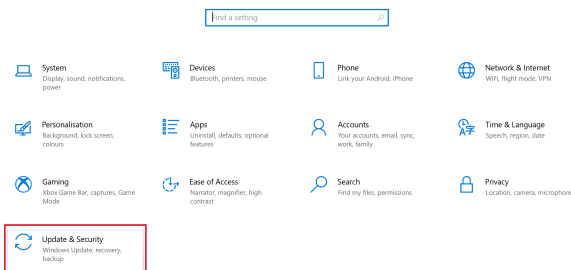 Find a setting
System
Display, sound, notifications,
power
Devices
Bluetooth, printers, mouse
Phone
Link your Android, iPhone
Network & Internet
WiFi, flight mode, VPN
Personalisation
Background, lock screen,
colours
Apps
Uninstall, defaults, optional
features
Accounts
Your accounts, email, sync,
work, family
Time & Language
Speech, region, date
Gaming
Xbox Game Bar, captures, Game
Mode
Ease of Access
Narrator, magnifier, high
contrast
Search
Find my files, permissions
Privacy
Location, camera, microphone
Update & Security
Windows Update, recovery,
backup